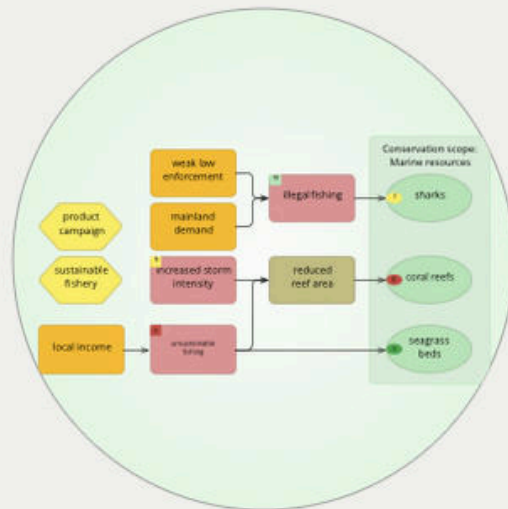 Conservation scope:
Marine resources
weak law
enforcement
illegal fishing
sharks
product
campaign
mainland
demand
sustainable
fishery
increased storm
intensity
reduced
reef area
coral reefs
local income
fishing
seagrass
beds